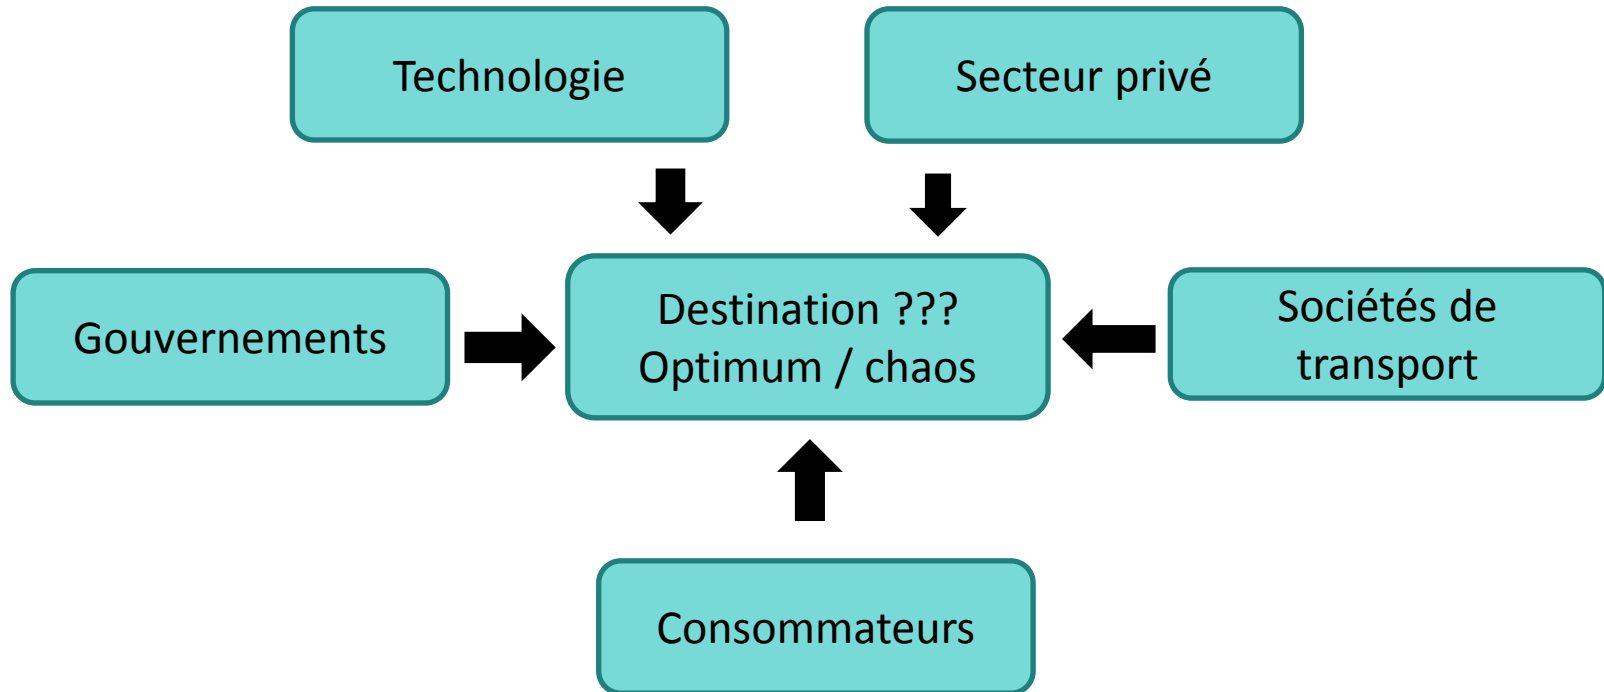 Technologie
Secteur privé
Gouvernements
Destination ???
Optimum / chaos
Sociétés de
transport
Consommateurs